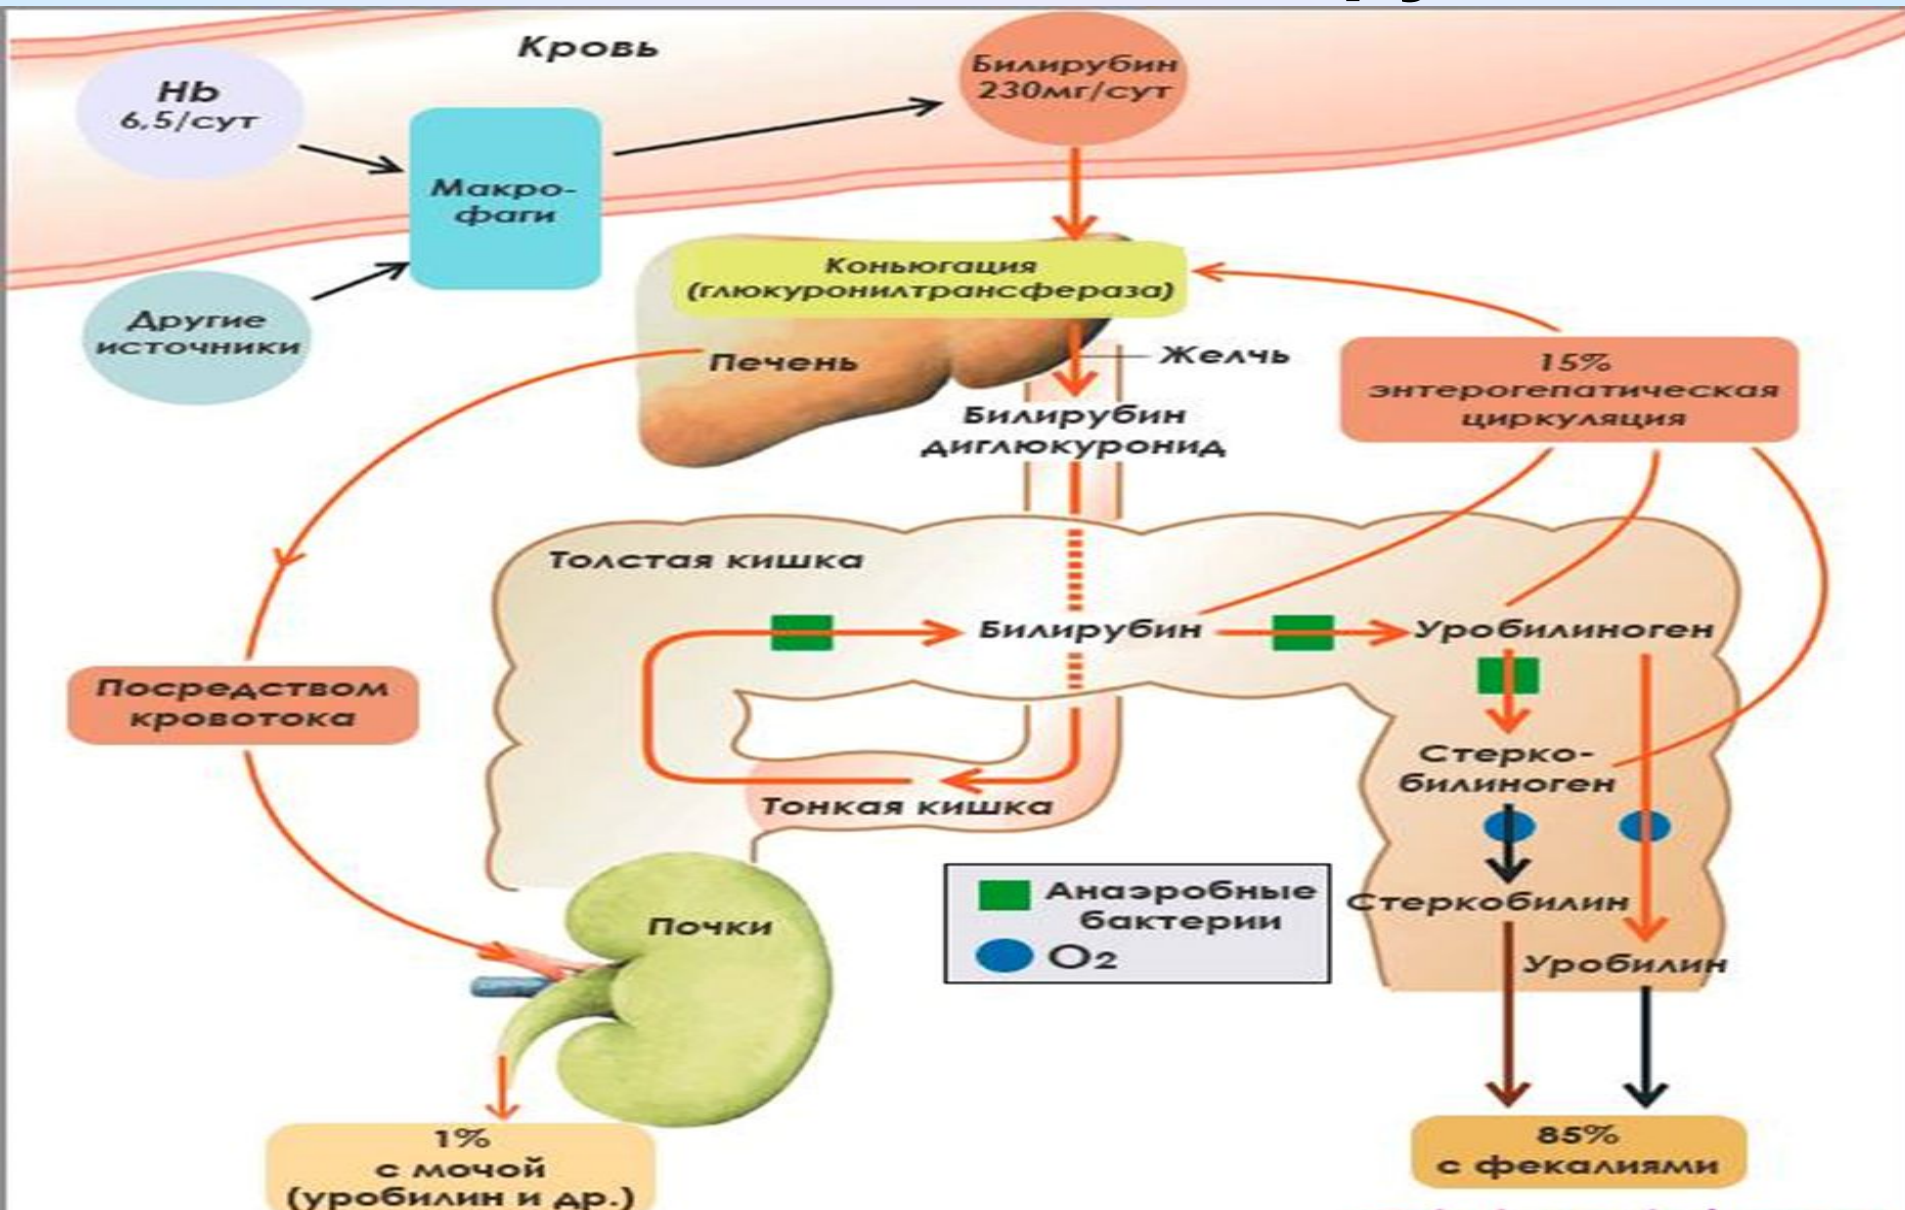 Кровь
Hb
6,5/сут
Билирубин
230мг/сут
Макро-
фаги
Другие
источники
Коньюгация
(глюкуронилтрансфераза)
Печень
Желчь
Билирубин
диглюкуронид
15%
энтерогепатическая
циркуляция
Толстая кишка
Билирубин
Уробилиноген
Посредством
кровотока
Стерко-
билиноген
Тонкая кишка
Почки
Анаэробные
бактерии
O2
Стеркобилин
Уробилин
1%
с мочой
(уробилин и др.)
85%
с фекалиями